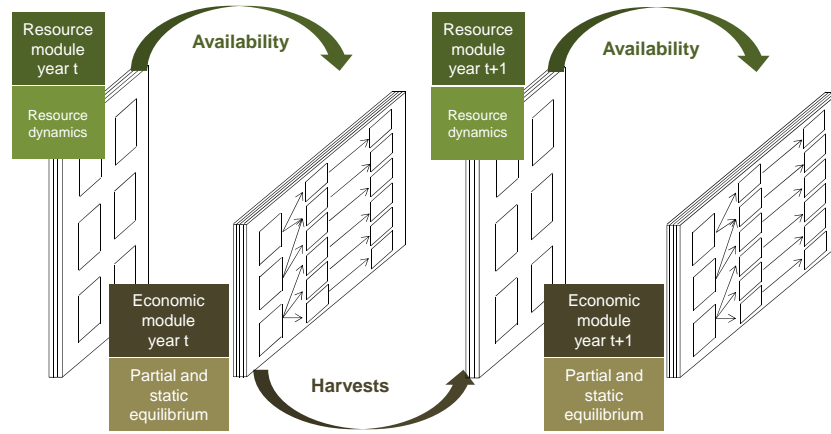 Resource
module
year t
Resource
dynamics
Availability
Economic
module
year t
Partial and
static
equilibrium
Harvests
Resource
module
year t+1
Resource
dynamics
Availability
Economic
module
year t+1
Partial and
static
equilibrium